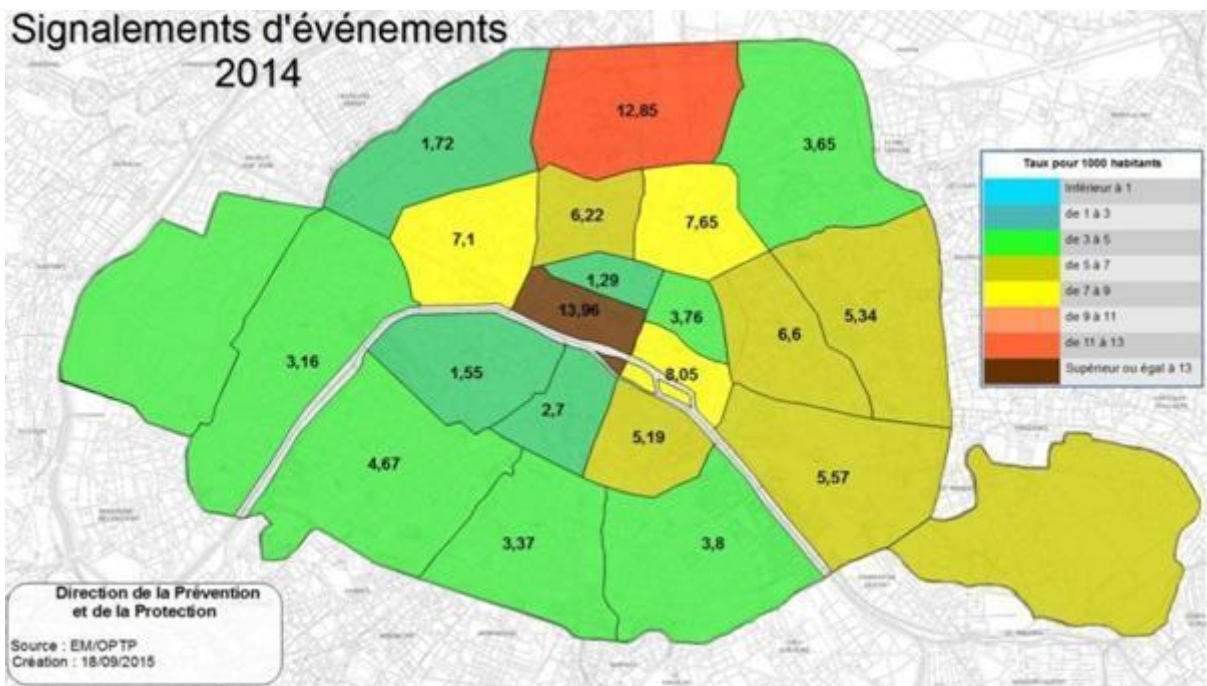 Signalements d'événements
2014
12,85
1,72
3,65
6,22
7,65
7,1
1,29
13,96
3,76
6,6
5,34
3,16
1,55
8,05
2,7
5,19
4,67
5,57
3,37
3,8
Taux pour 1000 habitants
Inférieur à 1
de 1 à 3
de 3 à 5
de 5 à 7
de 7 à 9
de 9 à 11
de 11 à 13
Supérieur ou égal à 13
Direction de la Prévention
et de la Protection
Source : EM/OPTP
Création : 18/09/2015